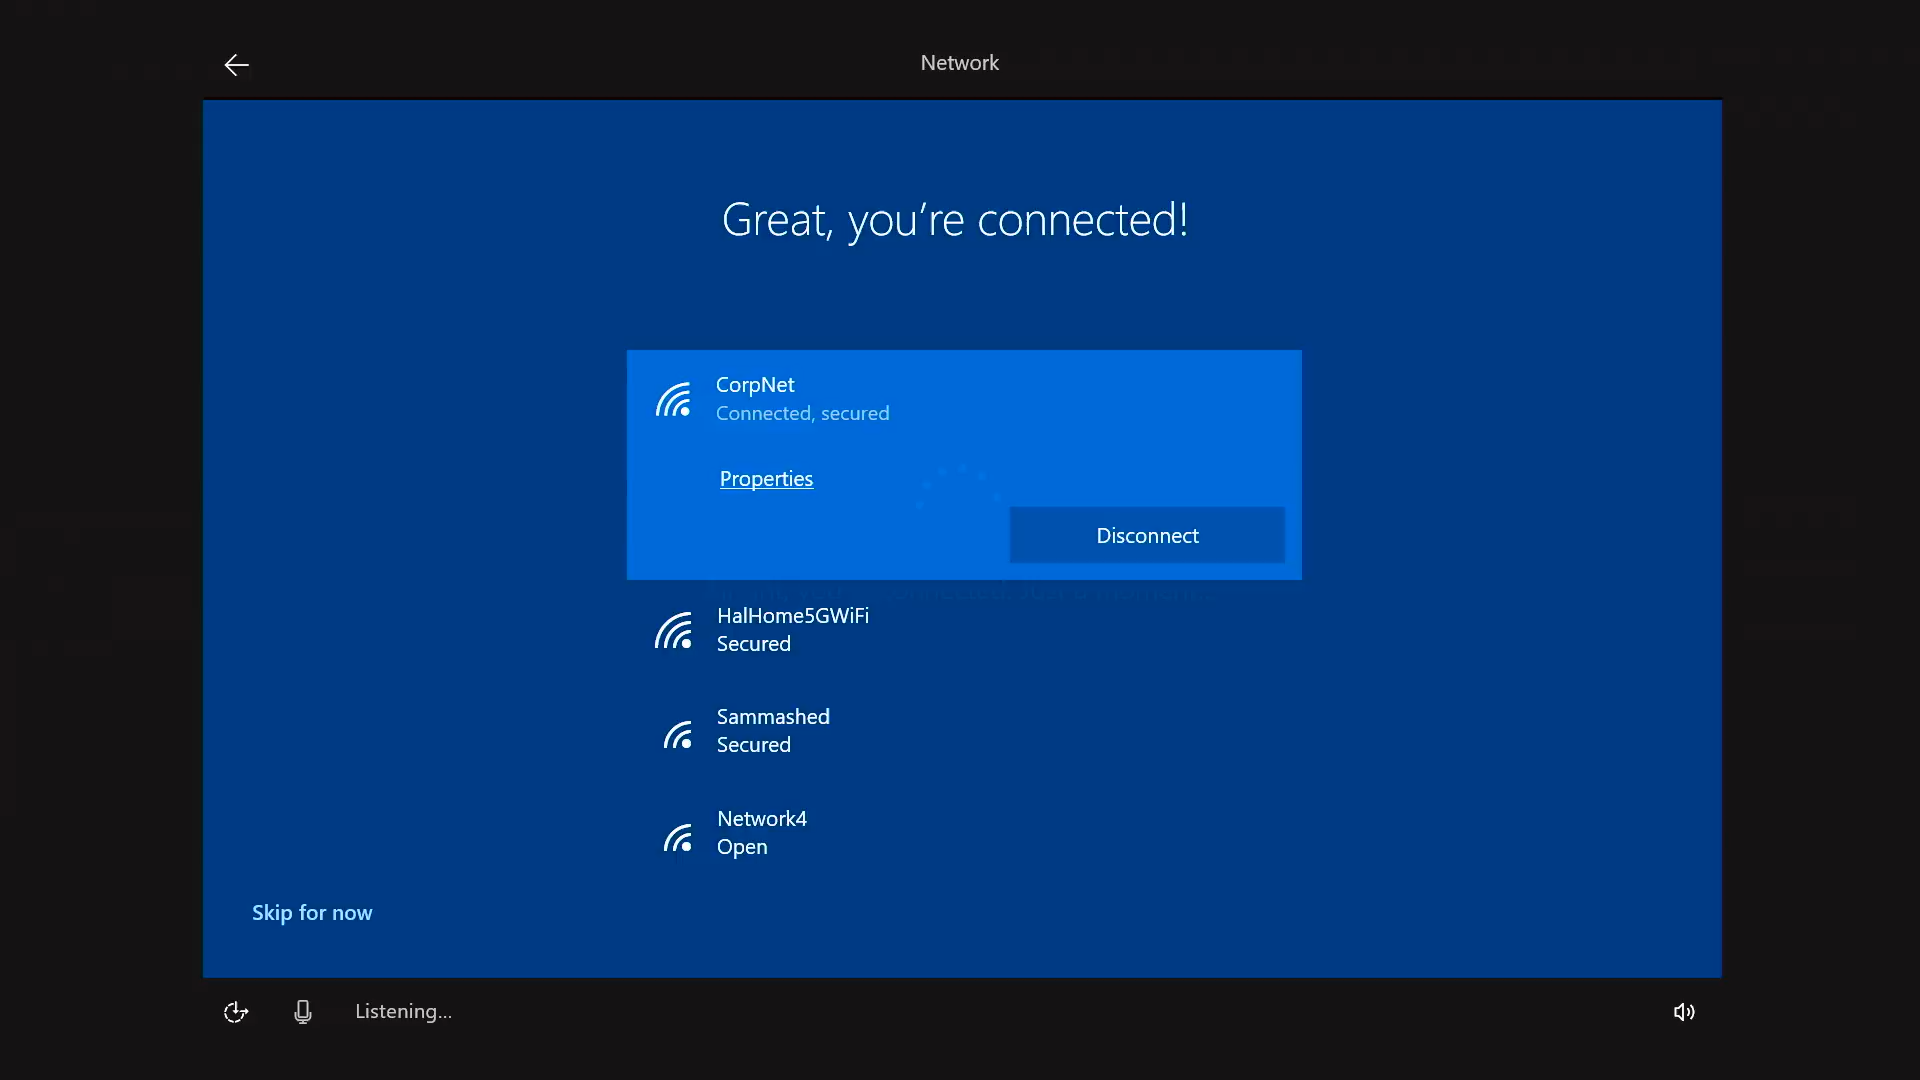 Network
Great, you’re connected!
CorpNet
Connected, secured
Properties
Disconnect
HalHome5GWiFi
Secured
Sammashed
Secured
Network4
Open
Skip for now
Listening...